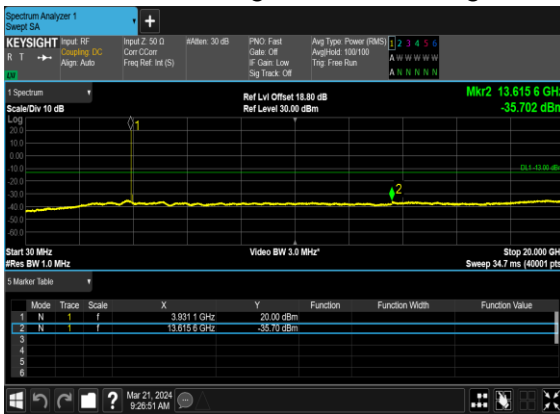 Spectrum Analyzer 1
Swept SA
+
KEYSIGHT
R T
LV
Input: RF
Coupling: DC
Align: Auto
Input Z: 50 Ω
Corr CCorr
Freq Ref: Int (S)
#Atten: 30 dB
PNO: Fast
Gate: Off
IF Gain: Low
Sig Track: Off
Avg Type: Power (RMS)
Avg|Hold: 100/100
Trig: Free Run
1 2 3 4 5 6
A W W W W W
A N N N N N
1 Spectrum
Scale/Div 10 dB
Ref Lvl Offset 18.80 dB
Ref Level 30.00 dBm
Mkr2 13.615 6 GHz
-35.702 dBm
Log
20.0
10.0
0.00
-10.0
-20.0
-30.0
-40.0
-50.0
-60.0
1
2
DL1 -13.00 dBm
Start 30 MHz
#Res BW 1.0 MHz
Video BW 3.0 MHz*
Stop 20.000 GH
Sweep 34.7 ms (40001 pts
5 Marker Table
Mode Trace Scale X Y Function Function Width Function Value
1 N 1 f 3.931 1 GHz 20.00 dBm
2 N 1 f 13.615 6 GHz -35.70 dBm
3
4
5
6
?
Mar 21, 2024
9:26:51 AM